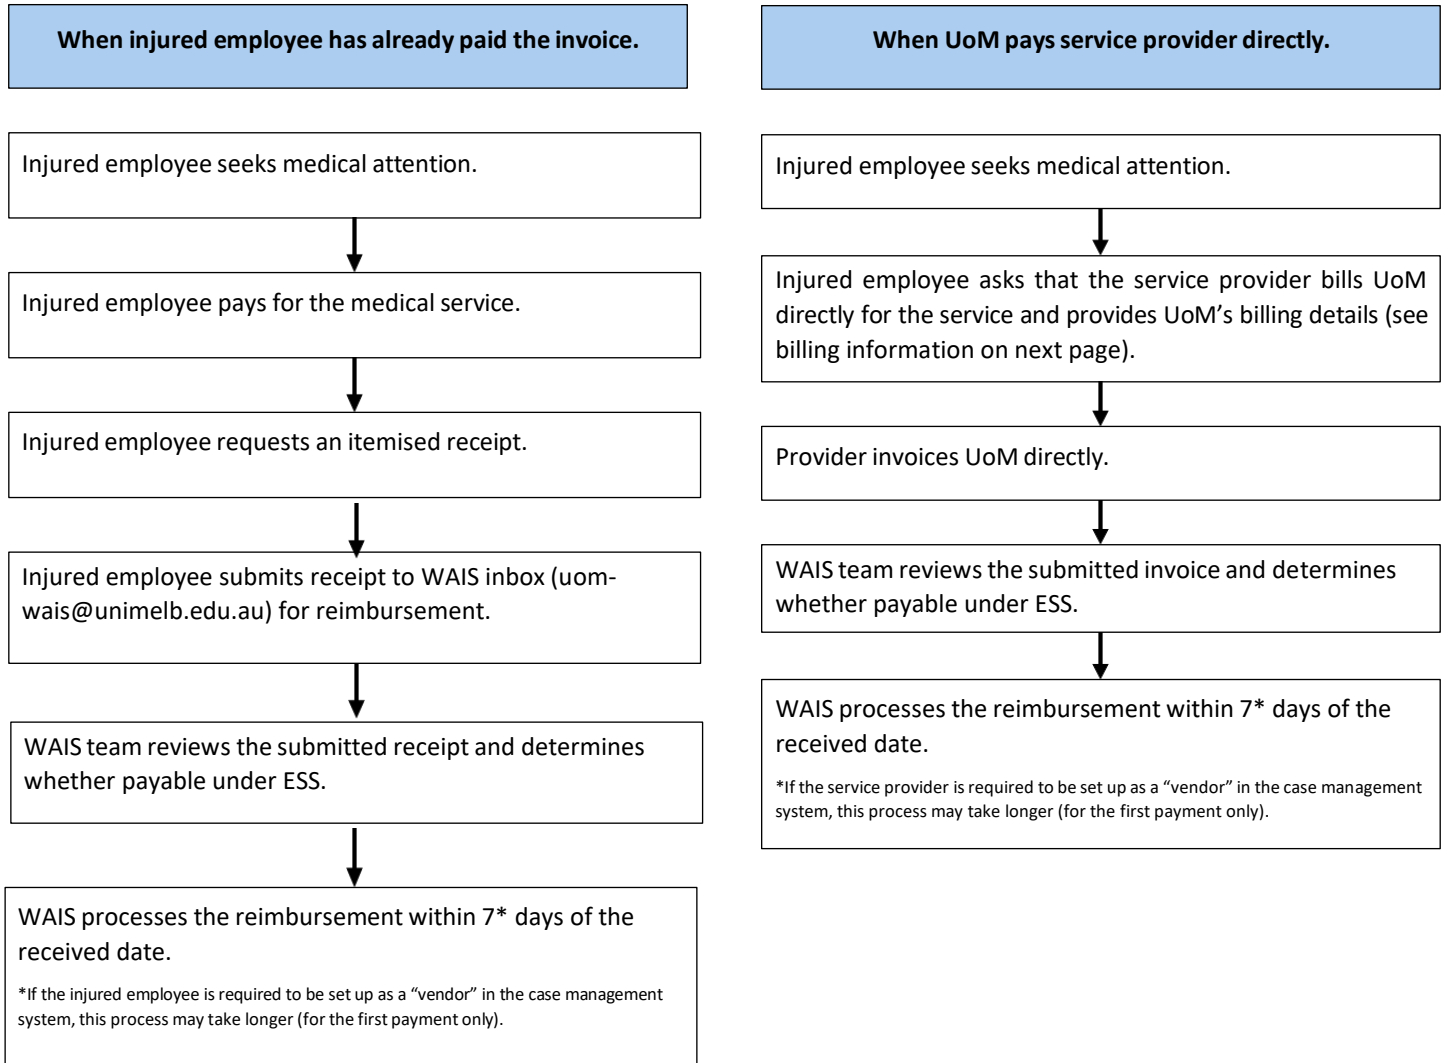 When injured employee has already paid the invoice.
Injured employee seeks medical attention.
Injured employee pays for the medical service.
Injured employee requests an itemised receipt.
Injured employee submits receipt to WAIS inbox (uom-
wais@unimelb.edu.au) for reimbursement.
WAIS team reviews the submitted receipt and determines
whether payable under ESS.
WAIS processes the reimbursement within 7* days of the
received date.
*If the injured employee is required to be set up as a “vendor” in the case management
system, this process may take longer (for the first payment only).
When UoM pays service provider directly.
Injured employee seeks medical attention.
Injured employee asks that the service provider bills UoM
directly for the service and provides UoM’s billing details (see
billing information on next page).
Provider invoices UoM directly.
WAIS team reviews the submitted invoice and determines
whether payable under ESS.
WAIS processes the reimbursement within 7* days of the
received date.
*If the service provider is required to be set up as a “vendor” in the case management
system, this process may take longer (for the first payment only).